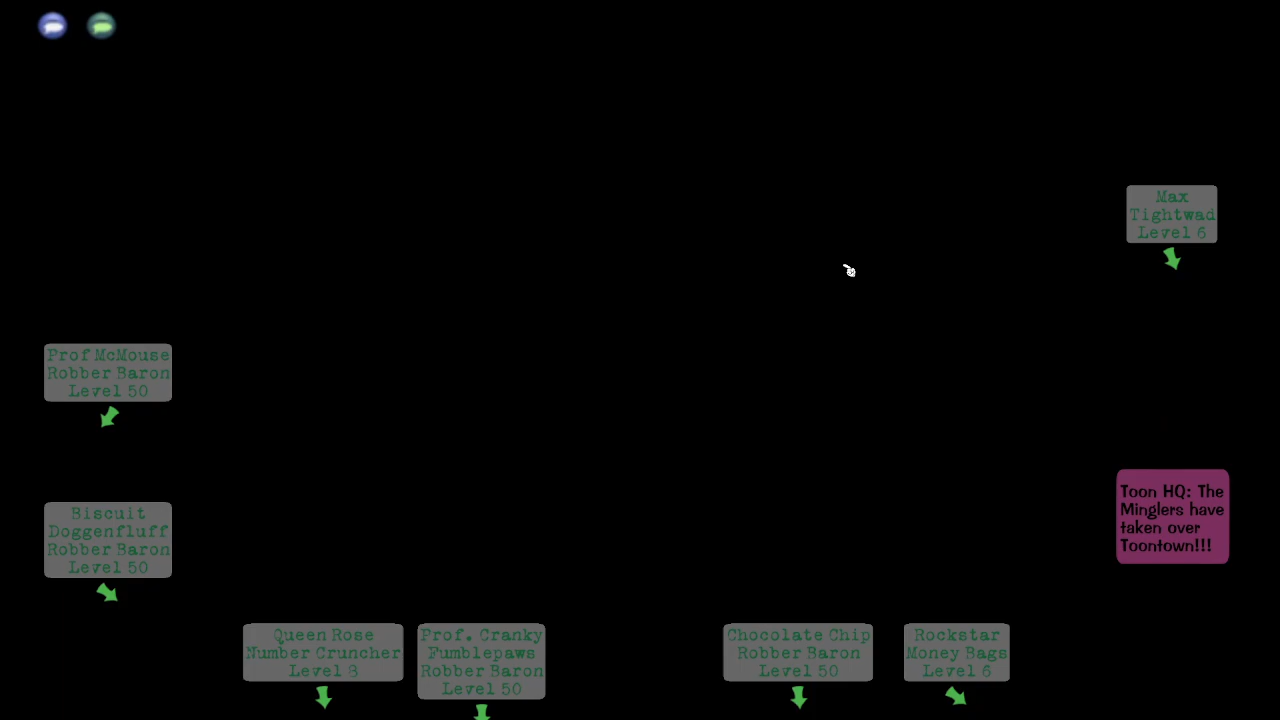 Max
Tightwad
Level 6
Prof McMouse
Robber Baron
Level 50
Toon HQ: The
Minglers have
taken over
Toontown!!!
Biscuit
Doggenfluff
Robber Baron
Level 50
Queen Rose
Number Cruncher
Level 3
Prof. Cranky
Fumblepaws
Robber Baron
Level 50
Chocolate Chip
Robber Baron
Level 50
Rockstar
Money Bags
Level 6